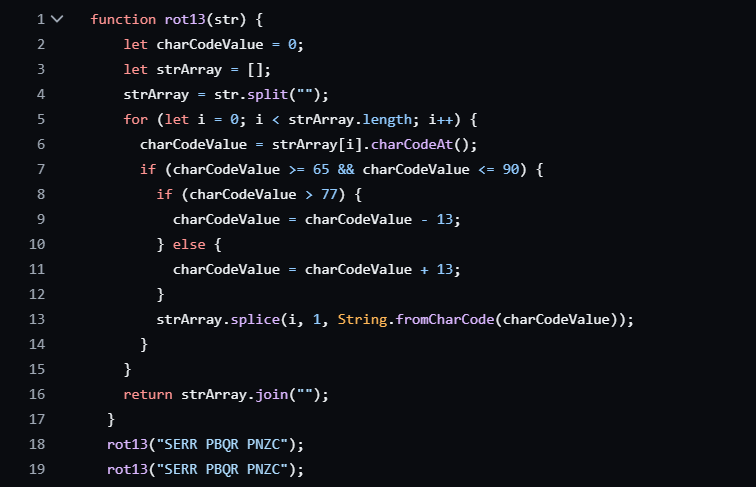 1 function rot13(str) {
2 let charCodeValue = 0;
3 let strArray = [];
4 strArray = str.split("");
5 for (let i = 0; i < strArray.length; i++) {
6 charCodeValue = strArray[i].charCodeAt();
7 if (charCodeValue >= 65 && charCodeValue <= 90) {
8 if (charCodeValue > 77) {
9 charCodeValue = charCodeValue - 13;
10 } else {
11 charCodeValue = charCodeValue + 13;
12 }
13 strArray.splice(i, 1, String.fromCharCode(charCodeValue));
14 }
15 }
16 return strArray.join("");
17 }
18 rot13("SERR PBQR PNZC");
19 rot13("SERR PBQR PNZC");